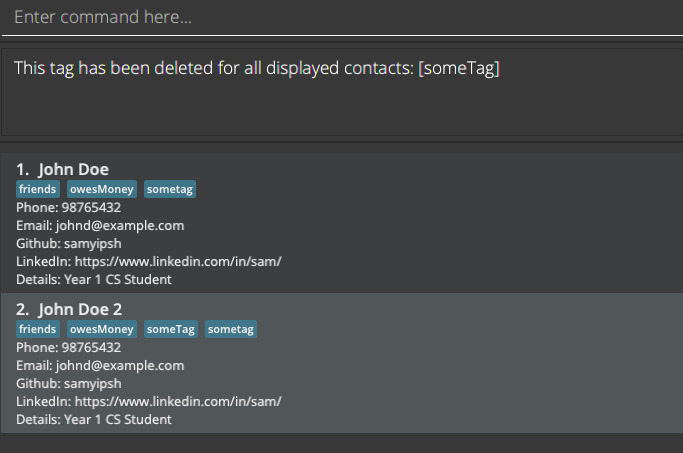 Enter command here...
This tag has been deleted for all displayed contacts: [someTag]
1. John Doe
friends owesMoney sometag
Phone: 98765432
Email: johnd@example.com
Github: samyipsh
LinkedIn: https://www.linkedin.com/in/sam/
Details: Year 1 CS Student
2. John Doe 2
friends owesMoney someTag sometag
Phone: 98765432
Email: johnd@example.com
Github: samyipsh
LinkedIn: https://www.linkedin.com/in/sam/
Details: Year 1 CS Student